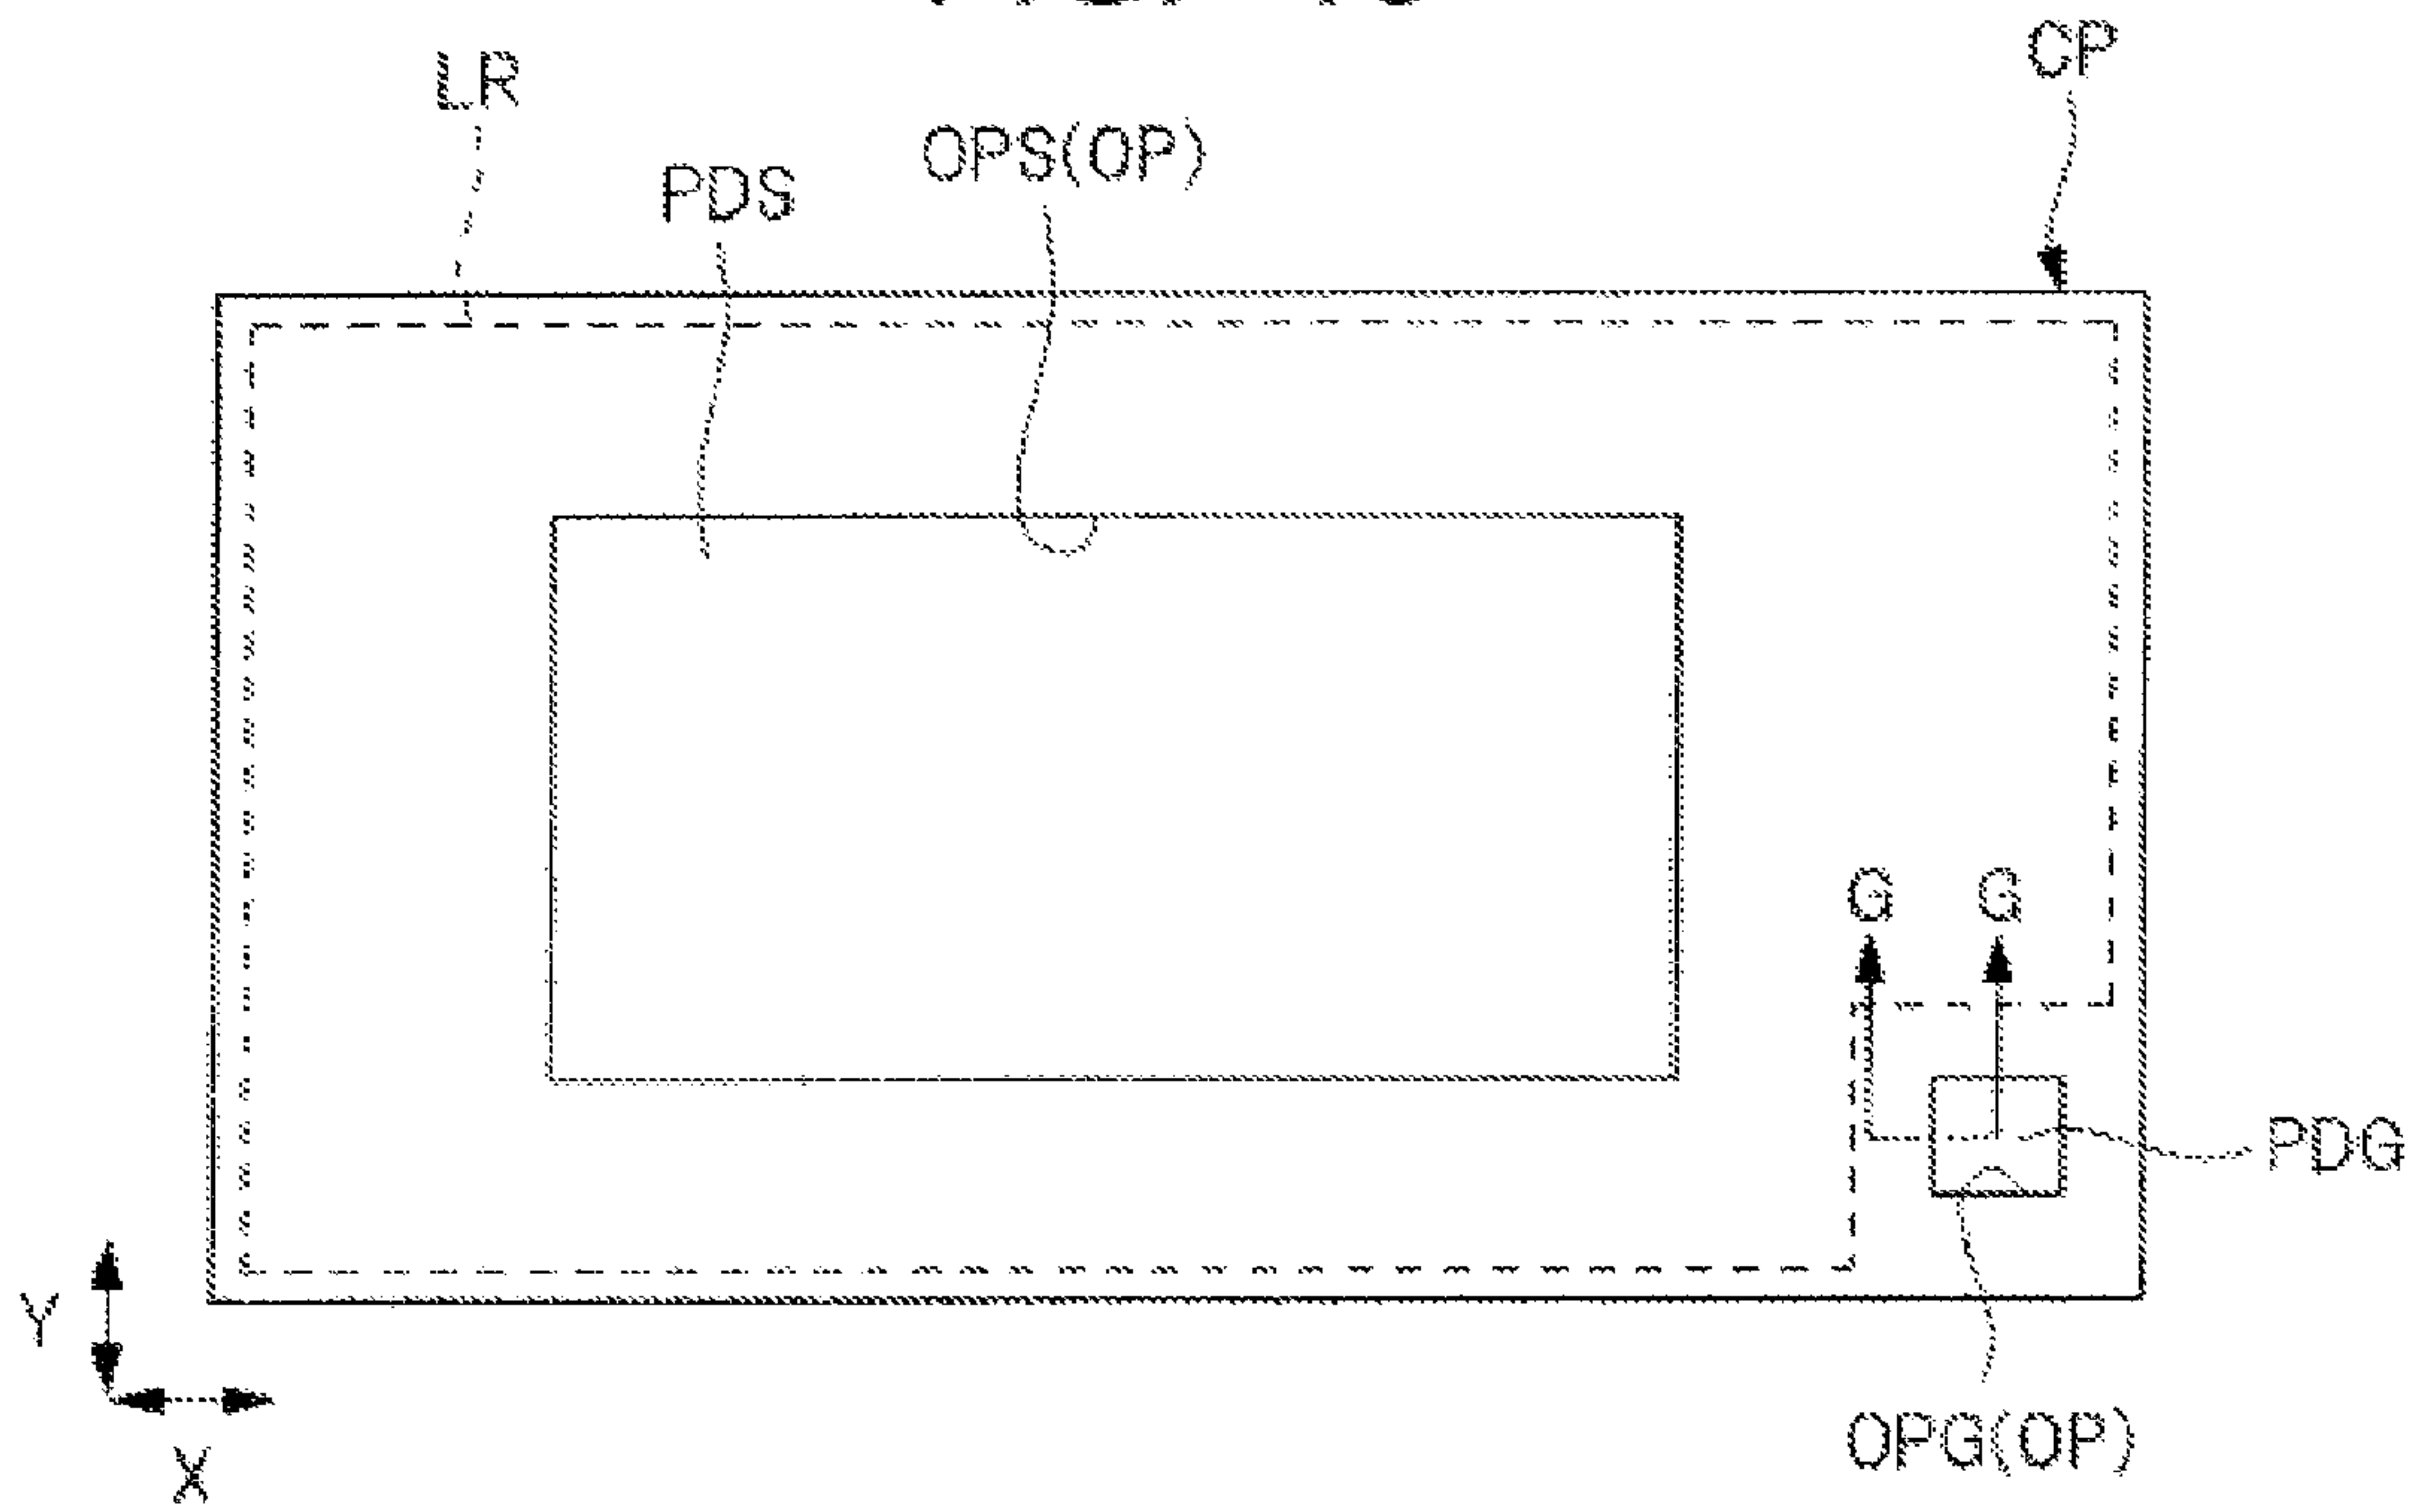 LR
CP
PDS
OPS(OP)
G G
PDG
Y
X
OPG(OP)